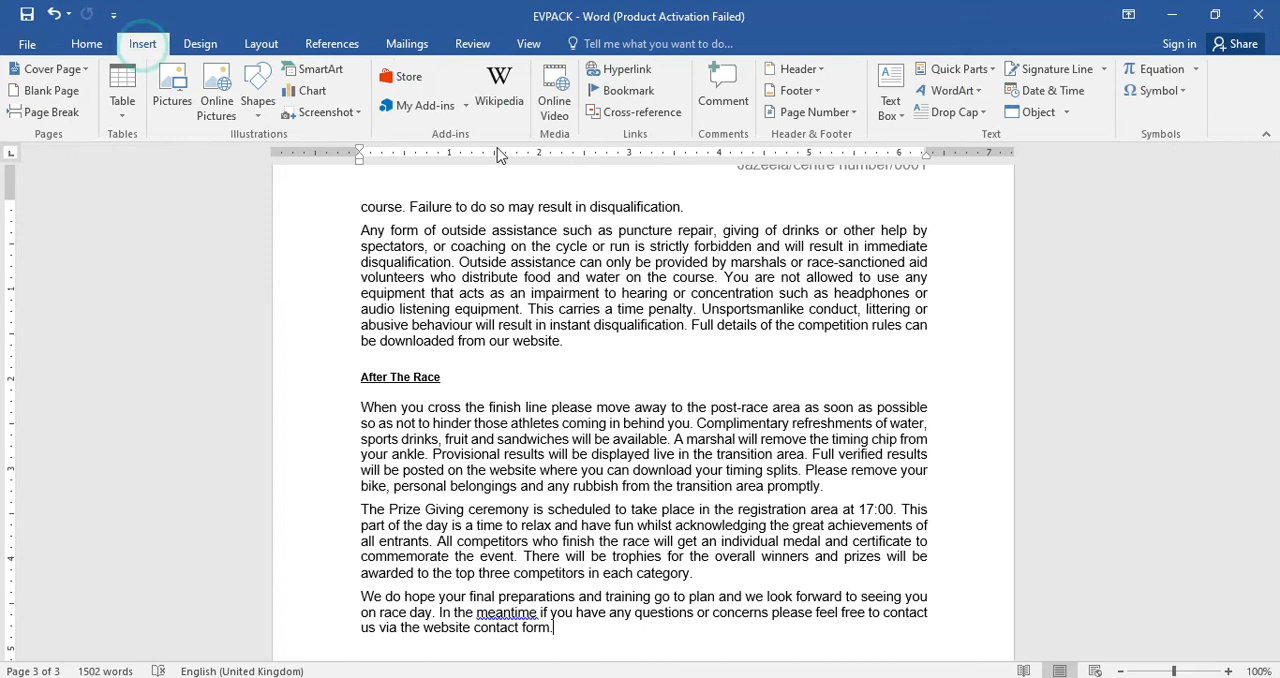 EVPACK - Word (Product Activation Failed)
File Home Insert Design Layout References Mailings Review View Tell me what you want to do... Sign in Share
Cover Page
Blank Page
Page Break
Pages
Table
Tables
Pictures
Online Pictures
Shapes
SmartArt
Chart
Screenshot
Illustrations
Store
My Add-ins
W
Wikipedia
Add-ins
Online Video
Media
Hyperlink
Bookmark
Cross-reference
Links
Comment
Comments
Header
Footer
Page Number
Header & Footer
A
Text Box
Quick Parts
WordArt
Drop Cap
Signature Line
Date & Time
Object
Text
Equation
Symbol
Symbols
1 2 3 4 5 6 7
1
2
3
4
5
Jazeela/centre number/0001
course. Failure to do so may result in disqualification.
Any form of outside assistance such as puncture repair, giving of drinks or other help by
spectators, or coaching on the cycle or run is strictly forbidden and will result in immediate
disqualification. Outside assistance can only be provided by marshals or race-sanctioned aid
volunteers who distribute food and water on the course. You are not allowed to use any
equipment that acts as an impairment to hearing or concentration such as headphones or
audio listening equipment. This carries a time penalty. Unsportsmanlike conduct, littering or
abusive behaviour will result in instant disqualification. Full details of the competition rules can
be downloaded from our website.
After The Race
When you cross the finish line please move away to the post-race area as soon as possible
so as not to hinder those athletes coming in behind you. Complimentary refreshments of water,
sports drinks, fruit and sandwiches will be available. A marshal will remove the timing chip from
your ankle. Provisional results will be displayed live in the transition area. Full verified results
will be posted on the website where you can download your timing splits. Please remove your
bike, personal belongings and any rubbish from the transition area promptly.
The Prize Giving ceremony is scheduled to take place in the registration area at 17:00. This
part of the day is a time to relax and have fun whilst acknowledging the great achievements of
all entrants. All competitors who finish the race will get an individual medal and certificate to
commemorate the event. There will be trophies for the overall winners and prizes will be
awarded to the top three competitors in each category.
We do hope your final preparations and training go to plan and we look forward to seeing you
on race day. In the meantime if you have any questions or concerns please feel free to contact
us via the website contact form.
Page 3 of 3 1502 words English (United Kingdom) 100%